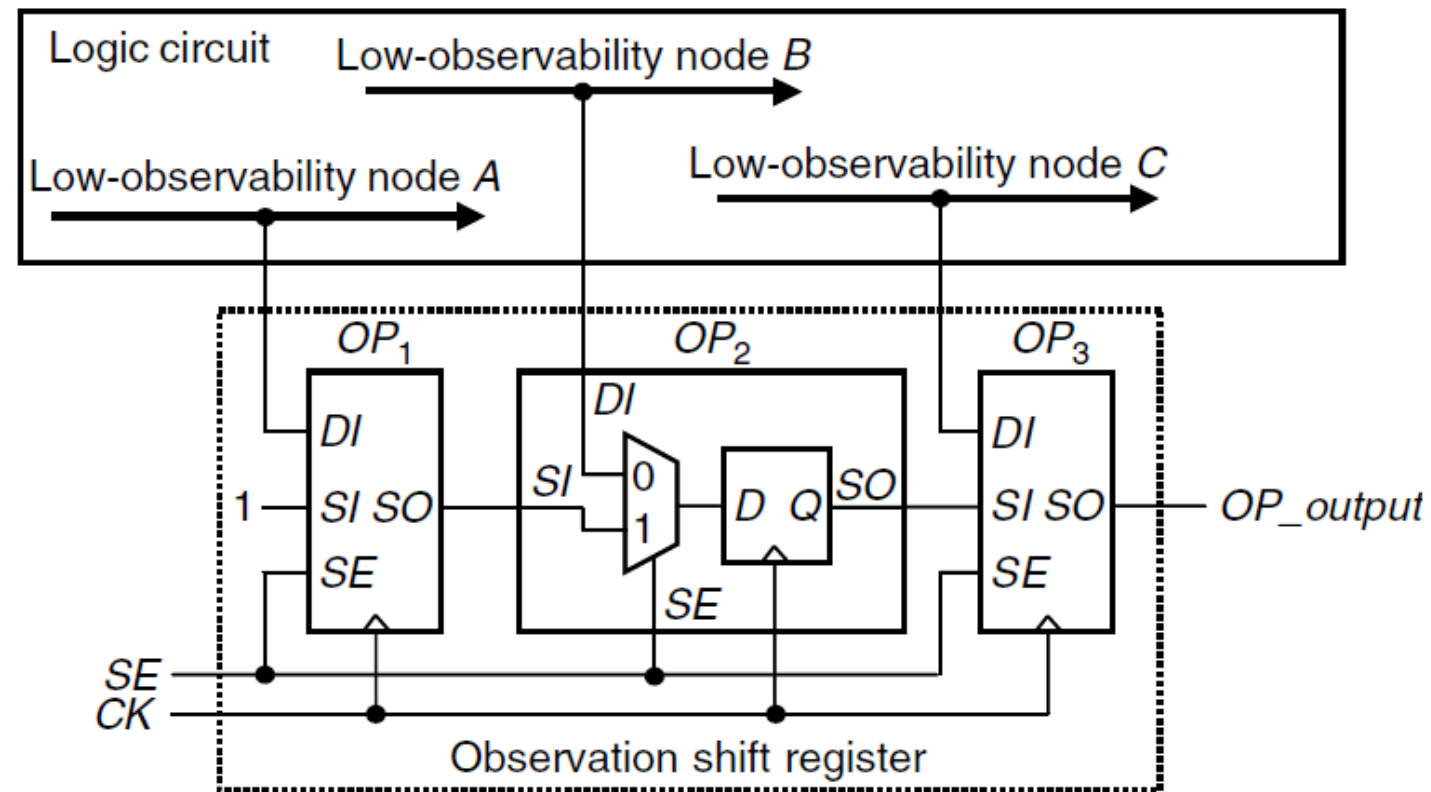 Logic circuit
Low-observability node B
Low-observability node A
Low-observability node C
OP₁
OP₂
OP₃
DI
SI
SO
SE
1
DI
SI
0
1
SE
D
Q
SO
DI
SI
SO
SE
OP_output
SE
CK
Observation shift register